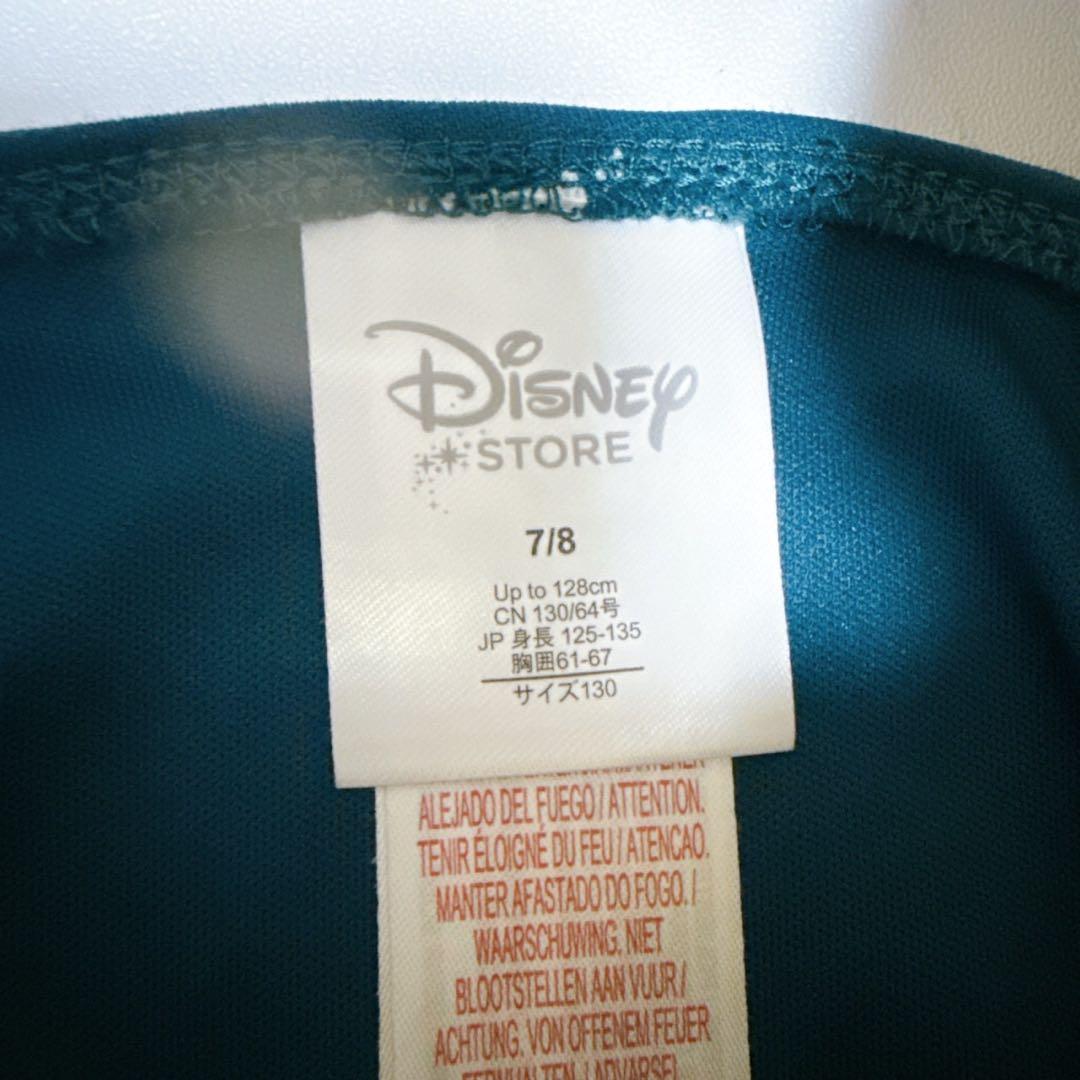 Disney
STORE
7/8
Up to 128cm
CN 130/64号
JP 身長 125-135
胸囲61-67
サイズ130
ALEJADO DEL FUEGO / ATTENTION.
TENIR ÉLOIGNÉ DU FEU / ATENCAO.
MANTER AFASTADO DO FOGO. /
WAARSCHUWING. NIET
BLOOTSTELLEN AAN VUUR /
ACHTUNG. VON OFFENEM FEUER
FERNHALTEN. / ADVARSEL.